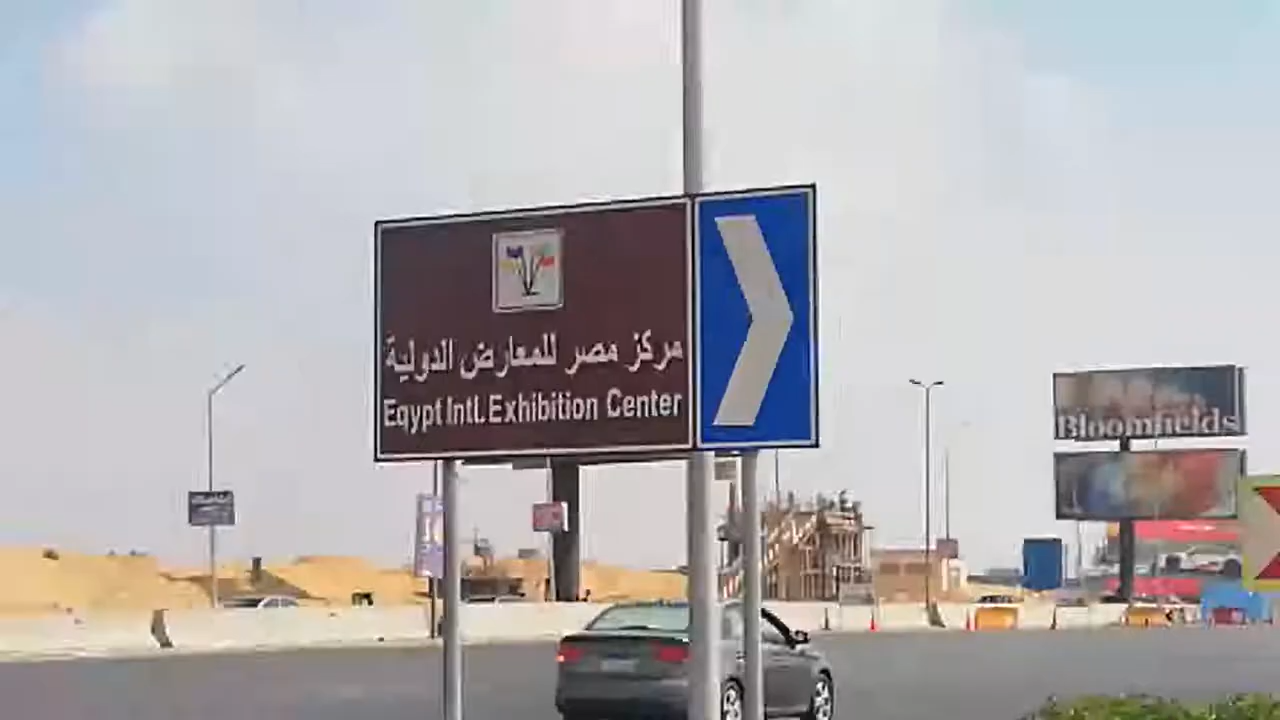 مركز مصر للمعارض الدولية
Egypt Intl. Exhibition Center
Bloomfields